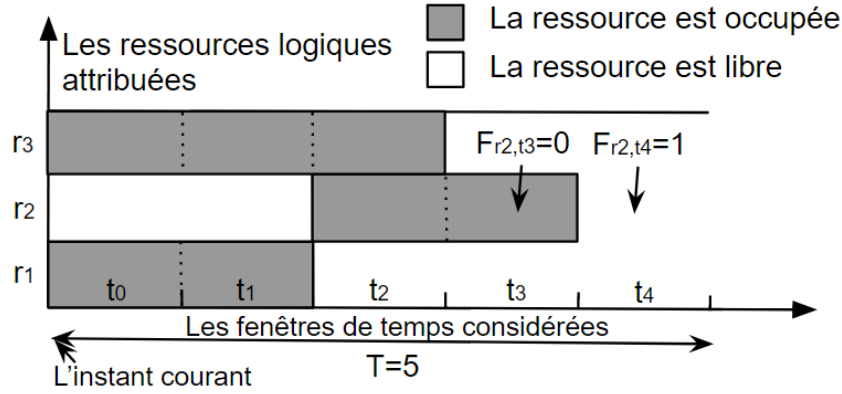 Les ressources logiques
attribuées
La ressource est occupée
La ressource est libre
r3
Fr2,t3=0 Fr2,t4=1
r2
r1
t0 t1 t2 t3 t4
Les fenêtres de temps considérées
T=5
L'instant courant